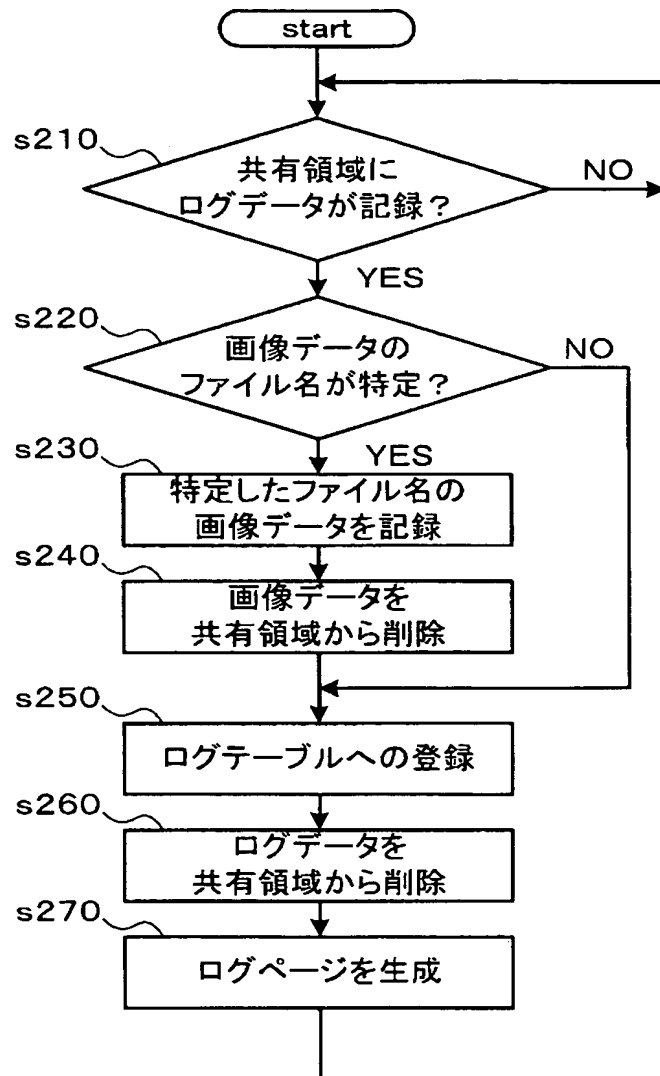 start
s210
共有領域に
ログデータが記録？
NO
YES
s220
画像データの
ファイル名が特定？
NO
YES
s230
特定したファイル名の
画像データを記録
s240
画像データを
共有領域から削除
s250
ログテーブルへの登録
s260
ログデータを
共有領域から削除
s270
ログページを生成